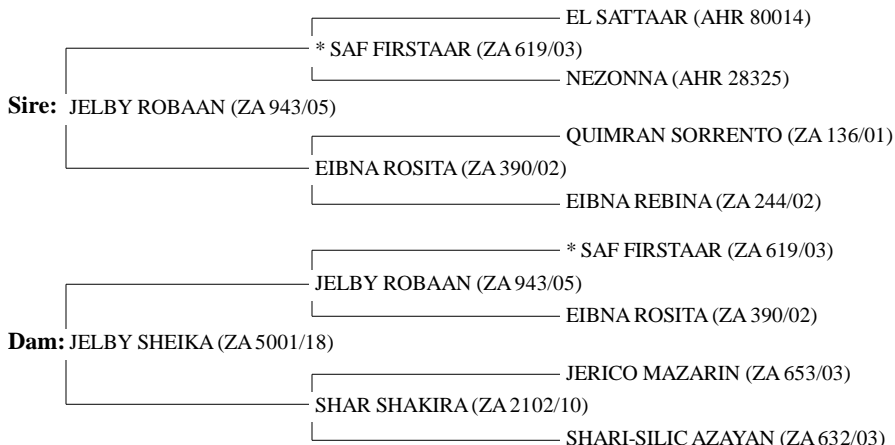 EL SATTAAR (AHR 80014)
* SAF FIRSTAAR (ZA 619/03)
NEZONNA (AHR 28325)
Sire: JELBY ROBAAN (ZA 943/05)
QUIMRAN SORRENTO (ZA 136/01)
EIBNA ROSITA (ZA 390/02)
EIBNA REBINA (ZA 244/02)
* SAF FIRSTAAR (ZA 619/03)
JELBY ROBAAN (ZA 943/05)
EIBNA ROSITA (ZA 390/02)
Dam: JELBY SHEIKA (ZA 5001/18)
JERICO MAZARIN (ZA 653/03)
SHAR SHAKIRA (ZA 2102/10)
SHARI-SILIC AZAYAN (ZA 632/03)